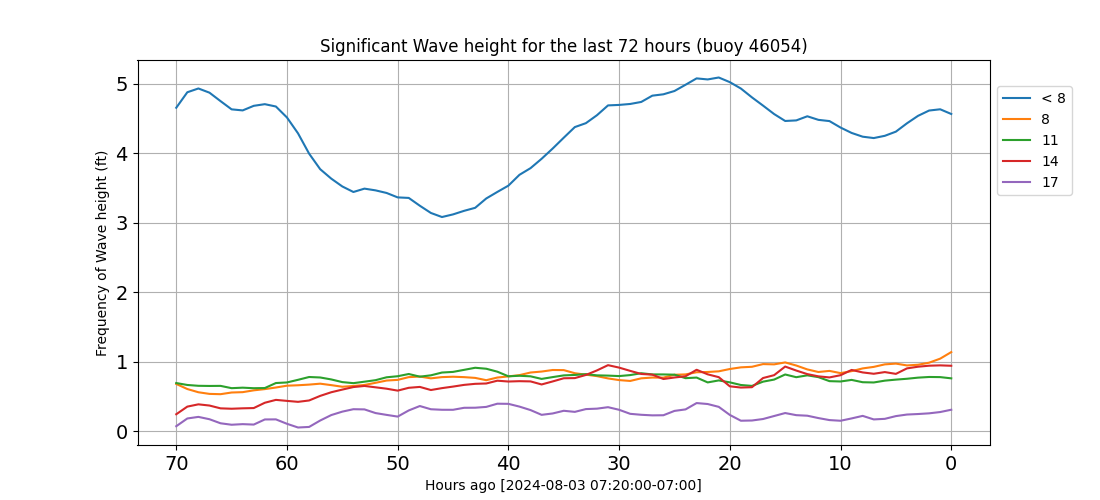 Significant Wave height for the last 72 hours (buoy 46054)
Frequency of Wave height (ft)
5
4
3
2
1
0
70 60 50 40 30 20 10 0
Hours ago [2024-08-03 07:20:00-07:00]
< 8
8
11
14
17